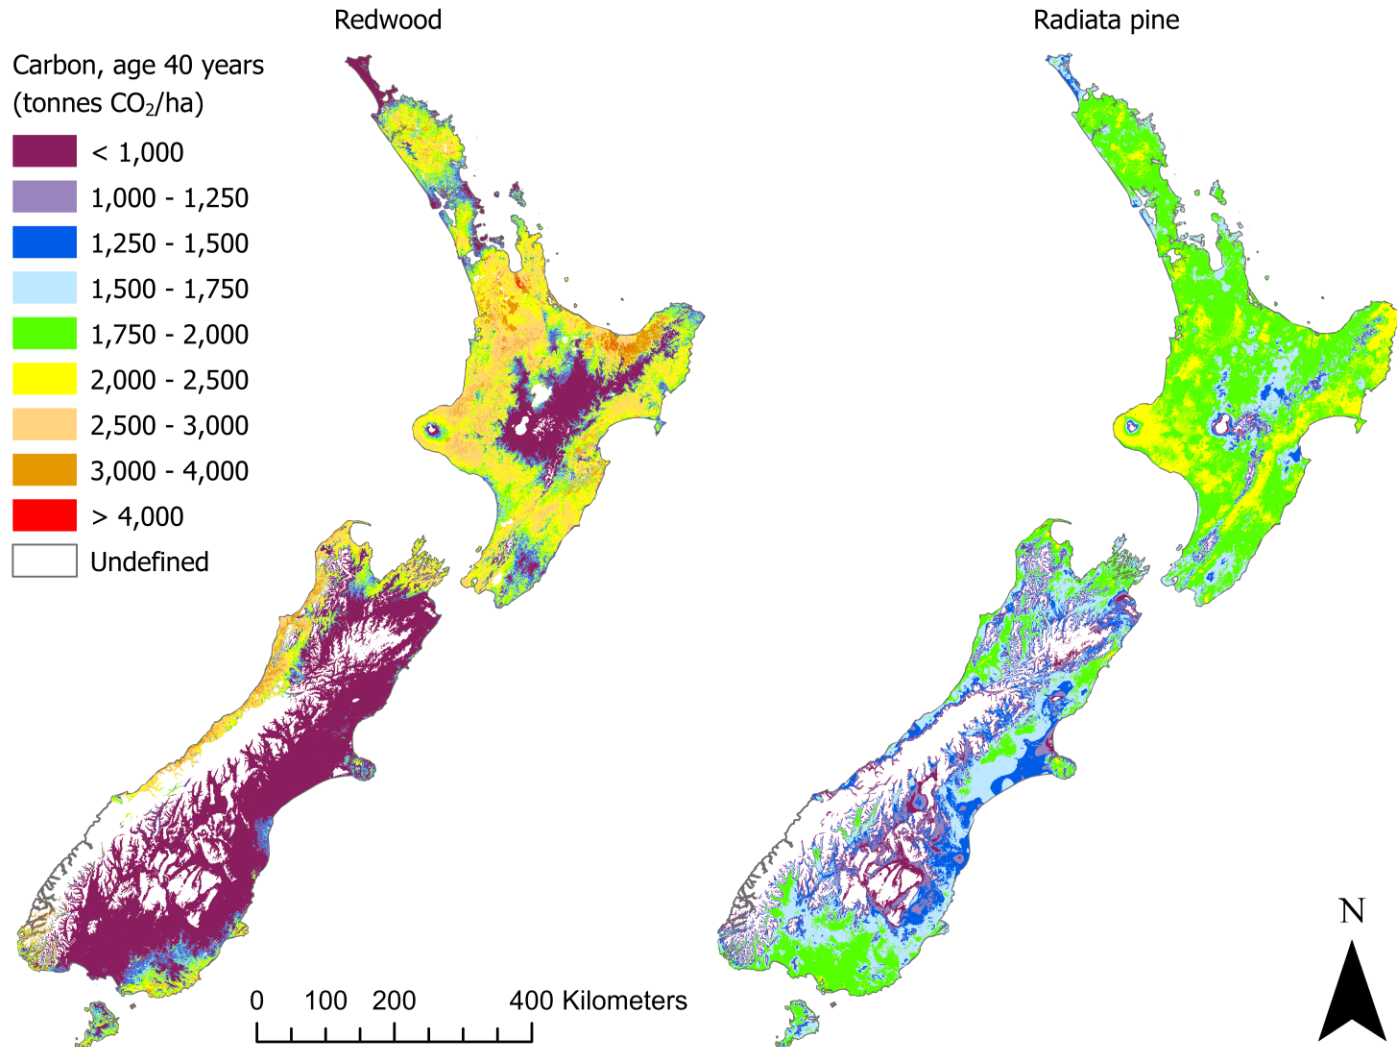 Redwood
Radiata pine
Carbon, age 40 years
(tonnes CO₂/ha)
< 1,000
1,000 - 1,250
1,250 - 1,500
1,500 - 1,750
1,750 - 2,000
2,000 - 2,500
2,500 - 3,000
3,000 - 4,000
> 4,000
Undefined
N
0 100 200 400 Kilometers